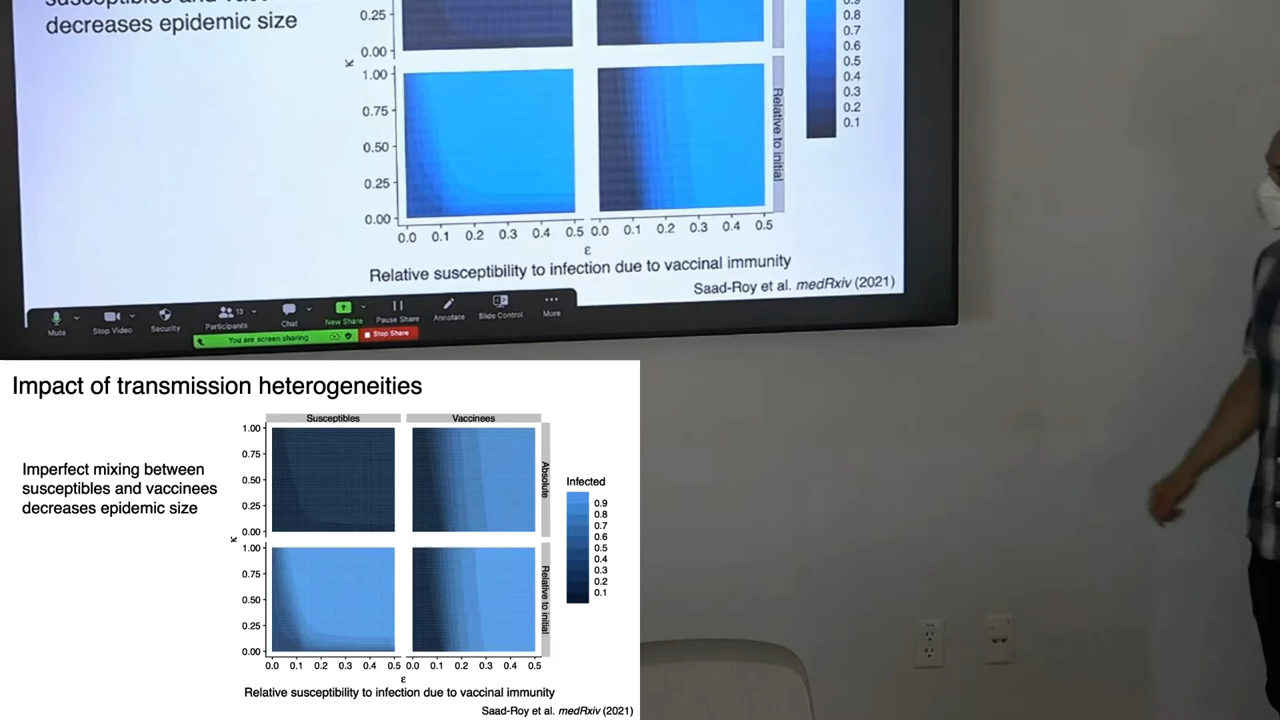 decreases epidemic size
0.25
0.00
κ
1.00
0.75
0.50
0.25
0.00
0.0 0.1 0.2 0.3 0.4 0.5 0.0 0.1 0.2 0.3 0.4 0.5
ε
Relative to initial
0.8
0.7
0.6
0.5
0.4
0.3
0.2
0.1
Relative susceptibility to infection due to vaccinal immunity
Saad-Roy et al. medRxiv (2021)
Mute
Stop Video
Security
Participants
13
Chat
New Share
Pause Share
Annotate
Slide Control
More
You are screen sharing
Stop Share
Impact of transmission heterogeneities
Imperfect mixing between
susceptibles and vaccinees
decreases epidemic size
Susceptibles
Vaccinees
1.00
0.75
0.50
0.25
0.00
κ
1.00
0.75
0.50
0.25
0.00
Absolute
Relative to initial
0.0 0.1 0.2 0.3 0.4 0.5 0.0 0.1 0.2 0.3 0.4 0.5
ε
Infected
0.9
0.8
0.7
0.6
0.5
0.4
0.3
0.2
0.1
Relative susceptibility to infection due to vaccinal immunity
Saad-Roy et al. medRxiv (2021)